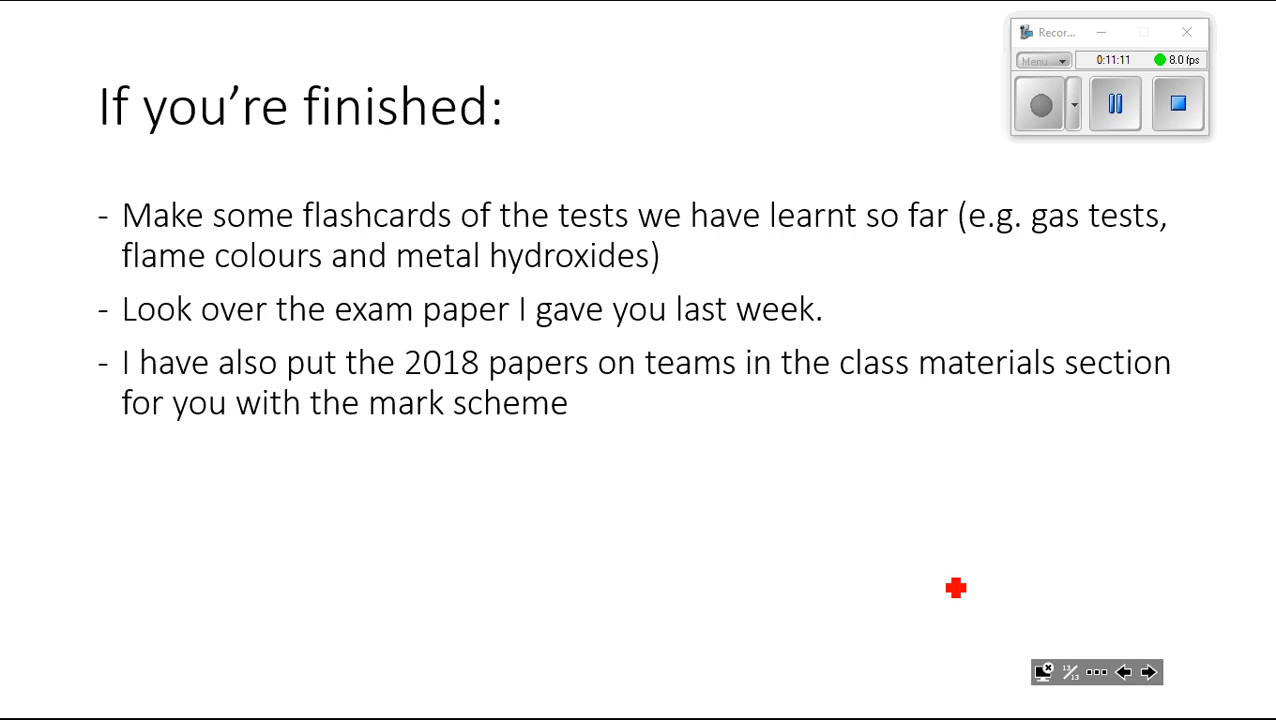 Recor...
Menu
0:11:11
8.0 fps
If you’re finished:
- Make some flashcards of the tests we have learnt so far (e.g. gas tests,
flame colours and metal hydroxides)
- Look over the exam paper I gave you last week.
- I have also put the 2018 papers on teams in the class materials section
for you with the mark scheme
13/13